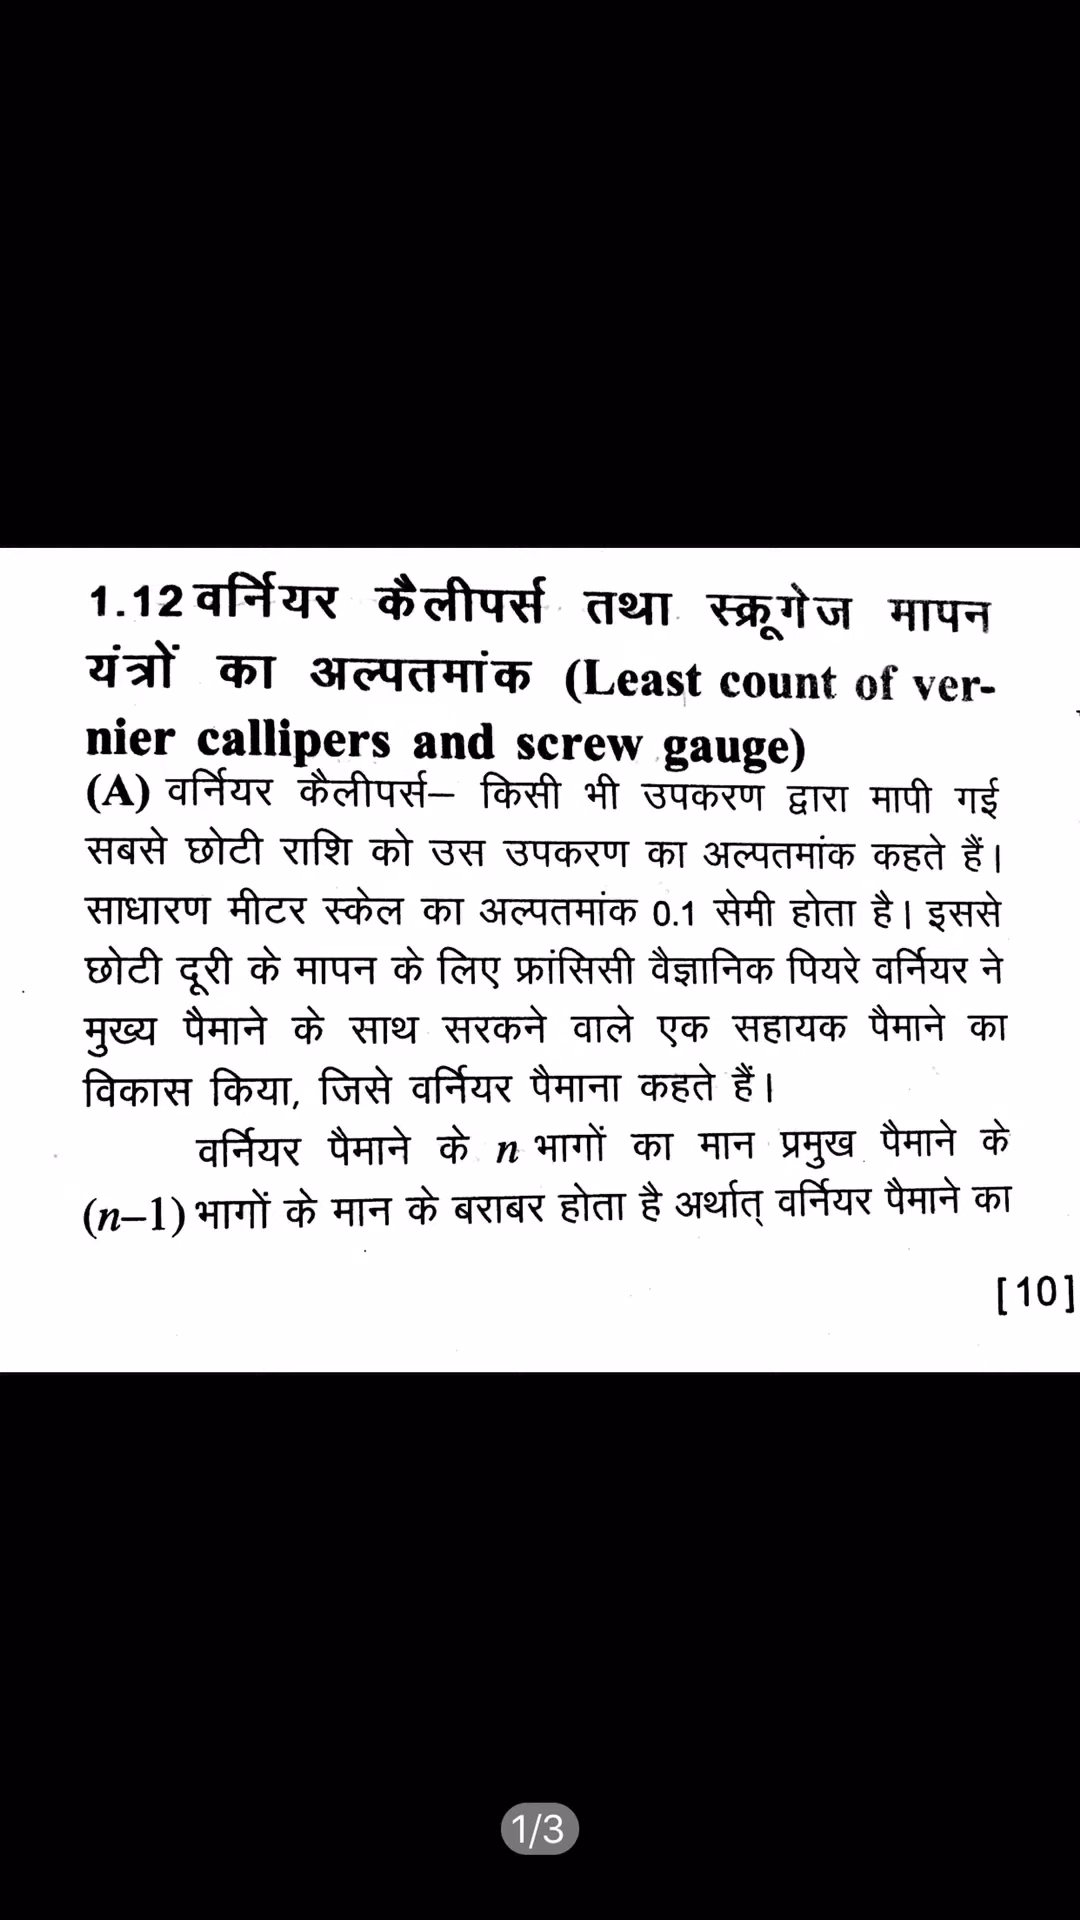 1.12 वर्नियर कैलीपर्स तथा स्क्रूगेज मापन
यंत्रों का अल्पतमांक (Least count of ver-
nier callipers and screw gauge)
(A) वर्नियर कैलीपर्स– किसी भी उपकरण द्वारा मापी गई
सबसे छोटी राशि को उस उपकरण का अल्पतमांक कहते हैं।
साधारण मीटर स्केल का अल्पतमांक 0.1 सेमी होता है। इससे
छोटी दूरी के मापन के लिए फ्रांसिसी वैज्ञानिक पियरे वर्नियर ने
मुख्य पैमाने के साथ सरकने वाले एक सहायक पैमाने का
विकास किया, जिसे वर्नियर पैमाना कहते हैं।
वर्नियर पैमाने के n भागों का मान प्रमुख पैमाने के
(n–1) भागों के मान के बराबर होता है अर्थात् वर्नियर पैमाने का
[10]
1/3